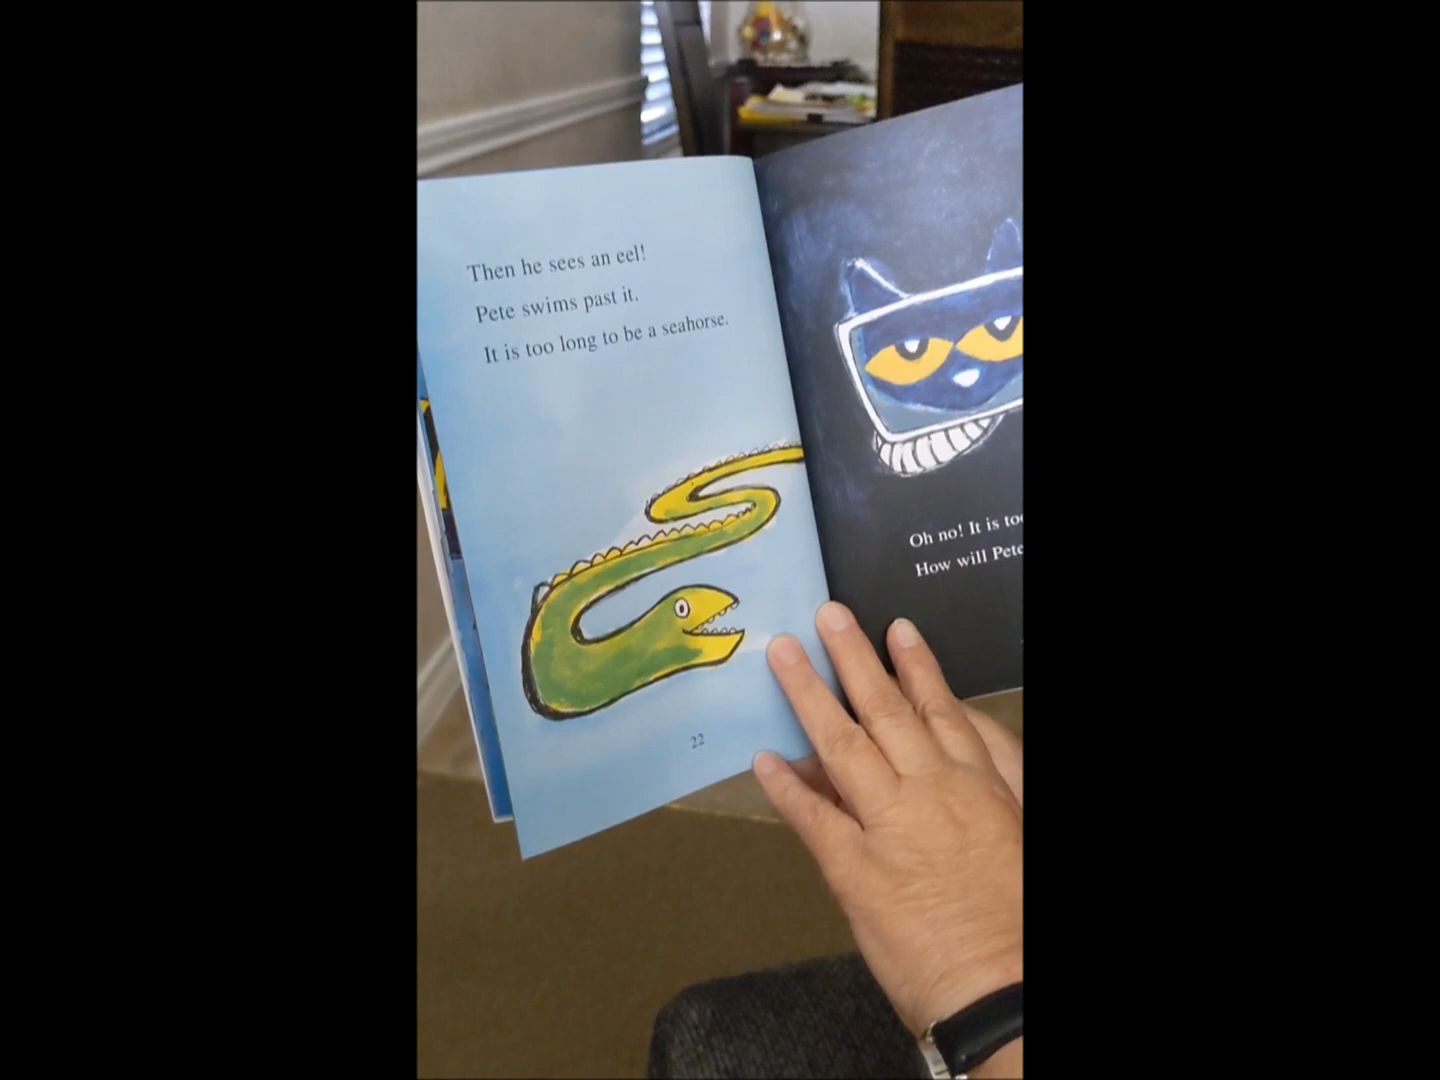 Then he sees an eel!
Pete swims past it.
It is too long to be a seahorse.
22
Oh no! It is
How will Pete